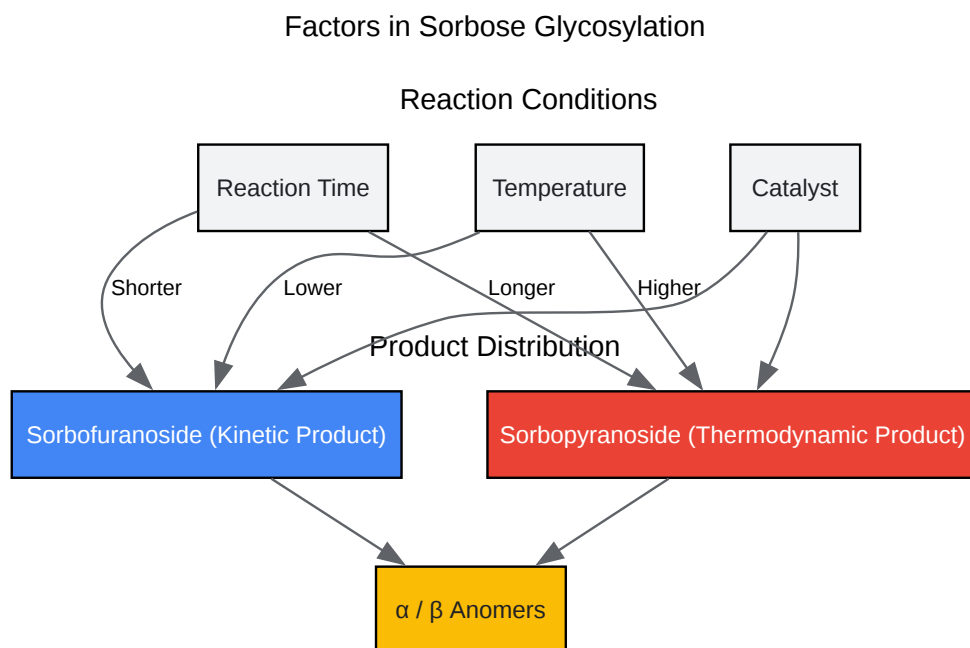 Factors in Sorbose Glycosylation
Reaction Conditions
Reaction Time
Temperature
Catalyst
Shorter
Lower
Longer
Higher
Product Distribution
Sorbofuranoside (Kinetic Product)
Sorbopyranoside (Thermodynamic Product)
α / β Anomers